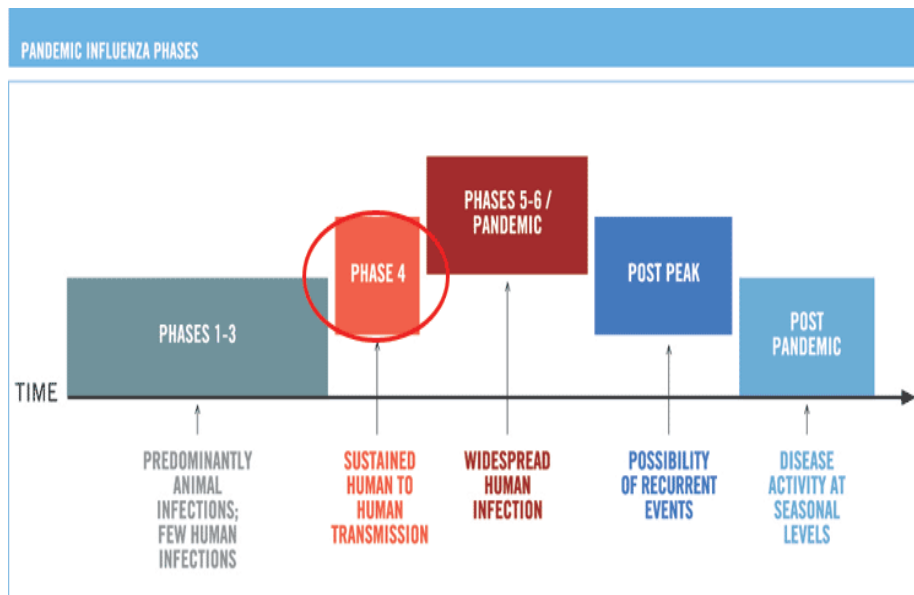 PANDEMIC INFLUENZA PHASES
PHASES 5-6 /
PANDEMIC
PHASE 4
POST PEAK
PHASES 1-3
POST
PANDEMIC
TIME
PREDOMINANTLY
ANIMAL
INFECTIONS;
FEW HUMAN
INFECTIONS
SUSTAINED
HUMAN TO
HUMAN
TRANSMISSION
WIDESPREAD
HUMAN
INFECTION
POSSIBILITY
OF RECURRENT
EVENTS
DISEASE
ACTIVITY AT
SEASONAL
LEVELS